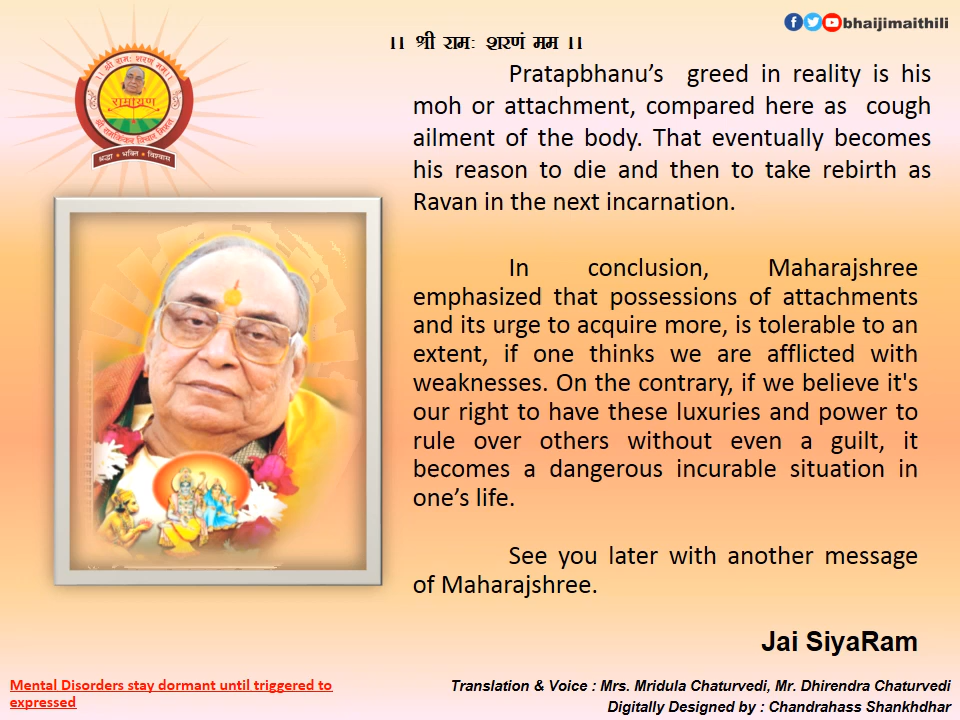 bhaijimaithili
।। श्री रामः शरणं मम ।।
।। श्री रामः शरणं मम ।।
रामायणम्
श्रद्धा • भक्ति • विश्वास
Pratapbhanu’s greed in reality is his
moh or attachment, compared here as cough
ailment of the body. That eventually becomes
his reason to die and then to take rebirth as
Ravan in the next incarnation.
In conclusion, Maharajshree
emphasized that possessions of attachments
and its urge to acquire more, is tolerable to an
extent, if one thinks we are afflicted with
weaknesses. On the contrary, if we believe it's
our right to have these luxuries and power to
rule over others without even a guilt, it
becomes a dangerous incurable situation in
one’s life.
See you later with another message
of Maharajshree.
Jai SiyaRam
Mental Disorders stay dormant until triggered to
expressed
Translation & Voice : Mrs. Mridula Chaturvedi, Mr. Dhirendra Chaturvedi
Digitally Designed by : Chandrahass Shankhdhar